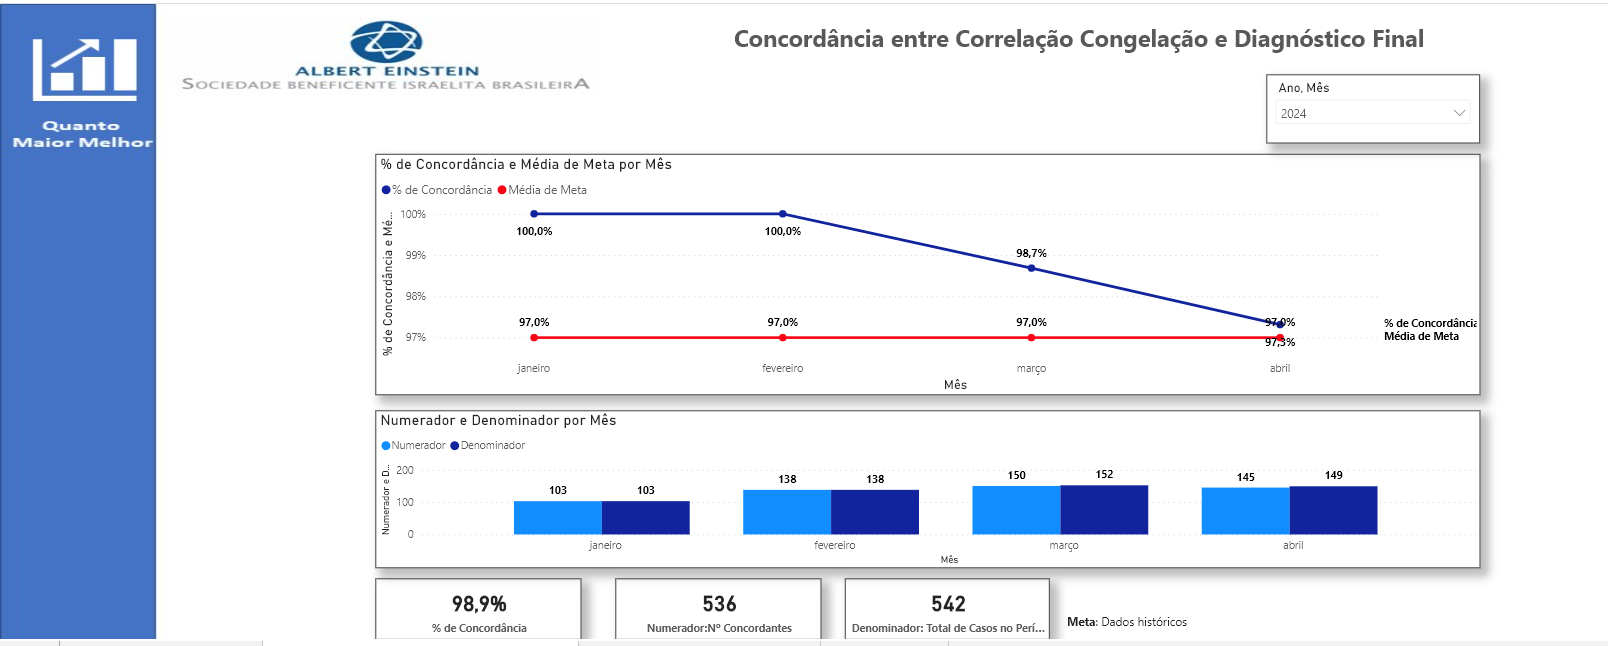 Quanto
Maior Melhor
ALBERT EINSTEIN
SOCIEDADE BENEFICENTE ISRAELITA BRASILEIRA
Concordância entre Correlação Congelação e Diagnóstico Final
Ano, Mês
2024
% de Concordância e Média de Meta por Mês
% de Concordância Média de Meta
% de Concordância e Mé...
100%
99%
98%
97%
100,0% 100,0% 98,7% 97,3%
97,0% 97,0% 97,0% 97,0%
% de Concordância
Média de Meta
janeiro fevereiro março abril
Mês
Numerador e Denominador por Mês
Numerador Denominador
Numerador e D...
200
100
0
103 103 138 138 150 152 145 149
janeiro fevereiro março abril
Mês
98,9%
% de Concordância
536
Numerador:Nº Concordantes
542
Denominador: Total de Casos no Perí...
Meta: Dados históricos